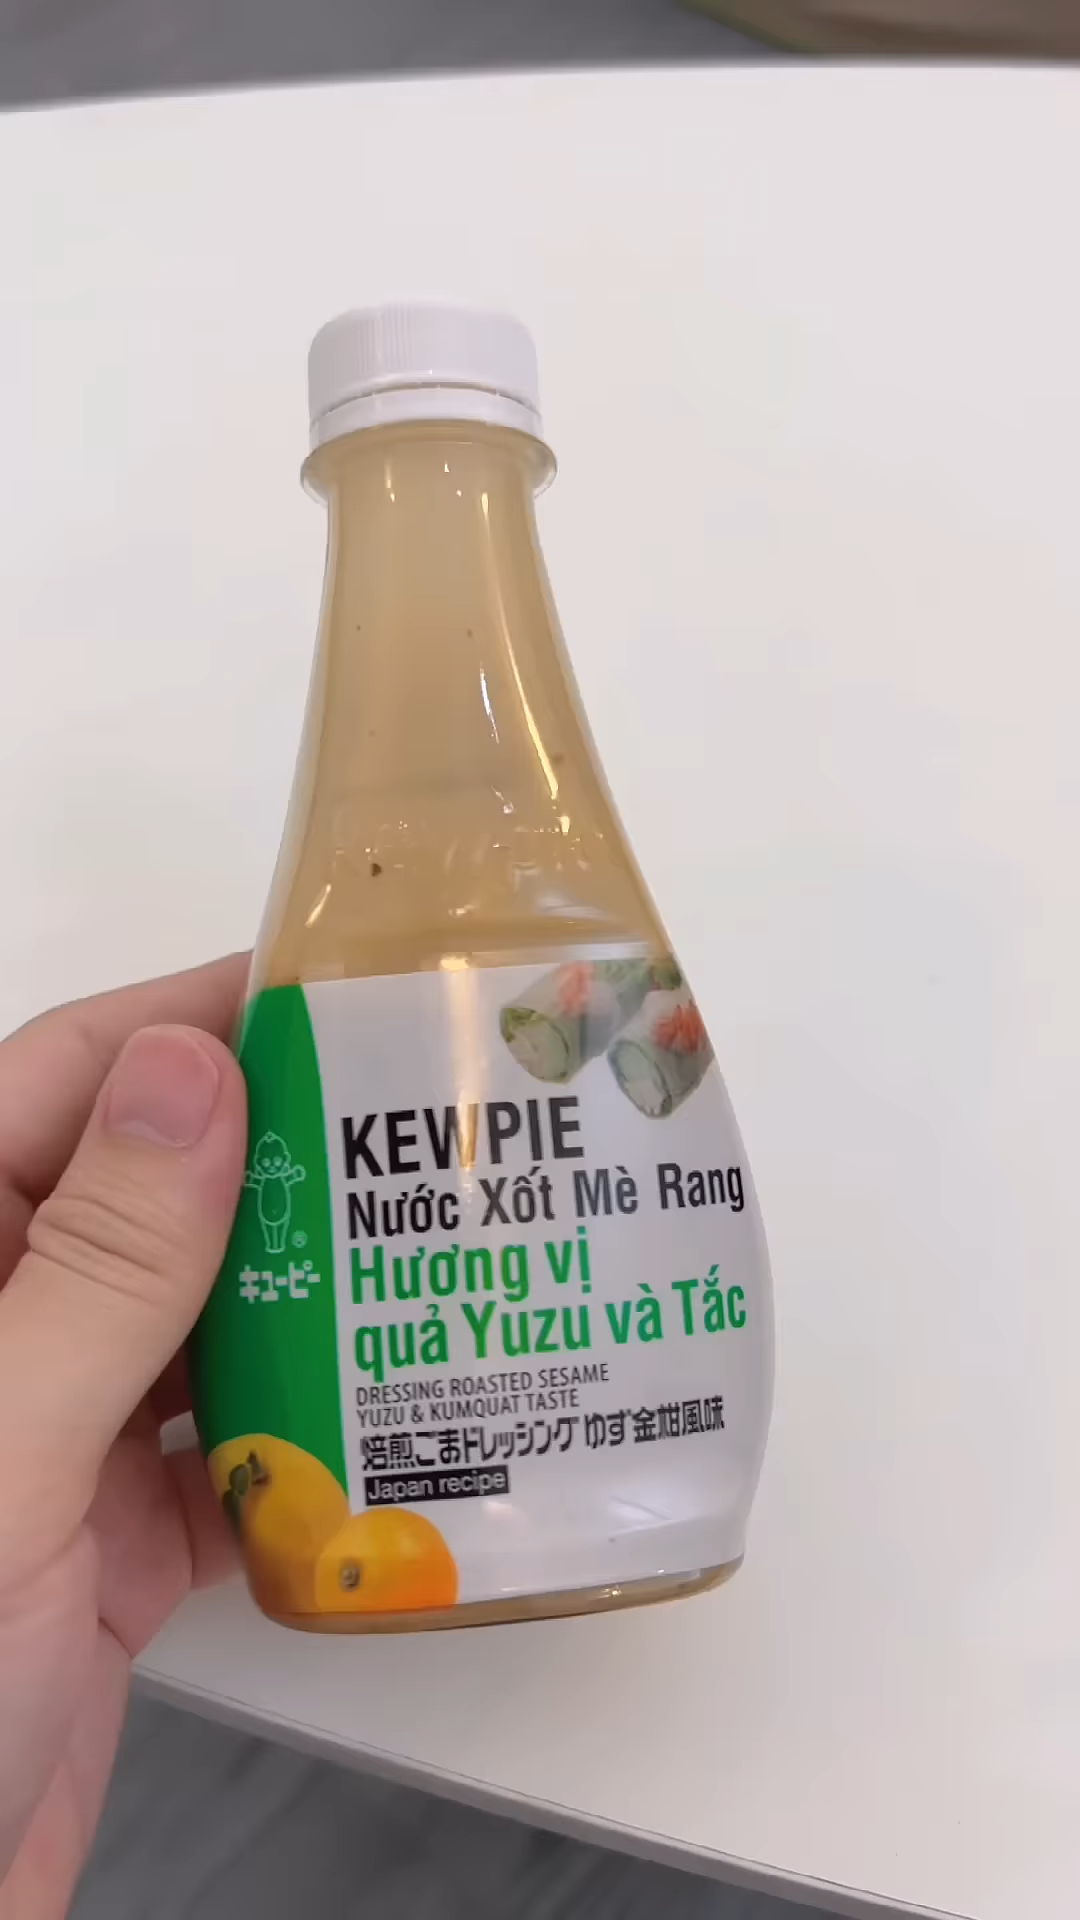 KEWPIE
Nước Xốt Mè Rang
Hương vị
quả Yuzu và Tắc
DRESSING ROASTED SESAME
YUZU & KUMQUAT TASTE
焙煎ごまドレッシング ゆず金柑風味
Japan recipe
®
キューピー